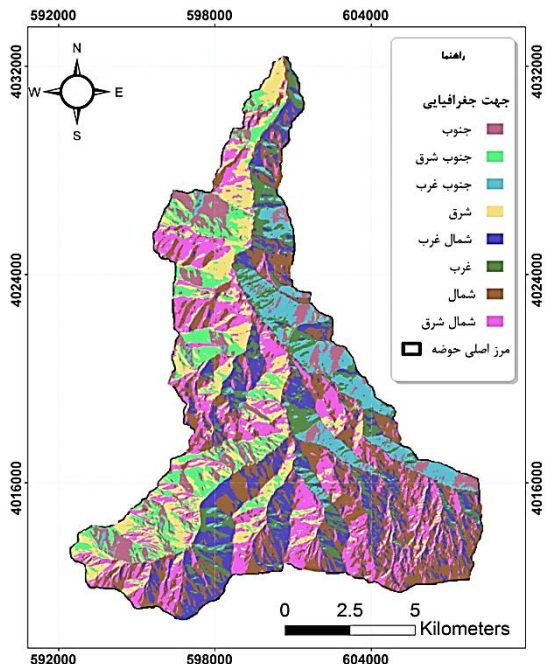 592000 598000 604000
N
W E
S
4032000 4032000
راهنما
جهت جغرافیایی
جنوب
جنوب شرق
جنوب غرب
شرق
شمال غرب
غرب
شمال
شمال شرق
مرز اصلی حوضه
4024000 4024000
4016000 4016000
0 2.5 5
Kilometers
592000 598000 604000